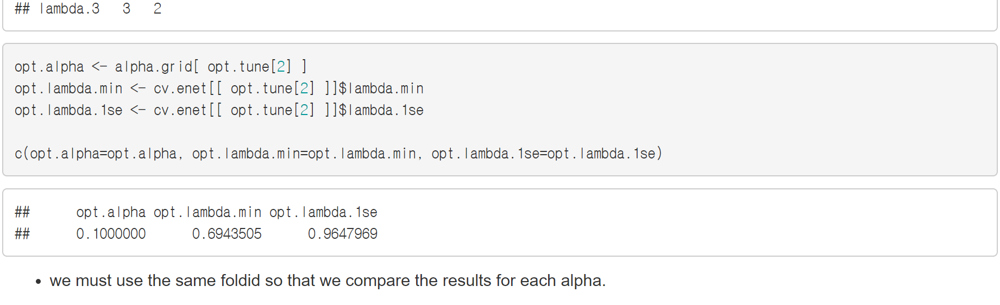 ## lambda.3   3   2
opt.alpha <- alpha.grid[ opt.tune[2] ]
opt.lambda.min <- cv.enet[[ opt.tune[2] ]]$lambda.min
opt.lambda.1se <- cv.enet[[ opt.tune[2] ]]$lambda.1se
c(opt.alpha=opt.alpha, opt.lambda.min=opt.lambda.min, opt.lambda.1se=opt.lambda.1se)
##      opt.alpha opt.lambda.min opt.lambda.1se
##      0.1000000      0.6943505      0.9647969
• we must use the same foldid so that we compare the results for each alpha.